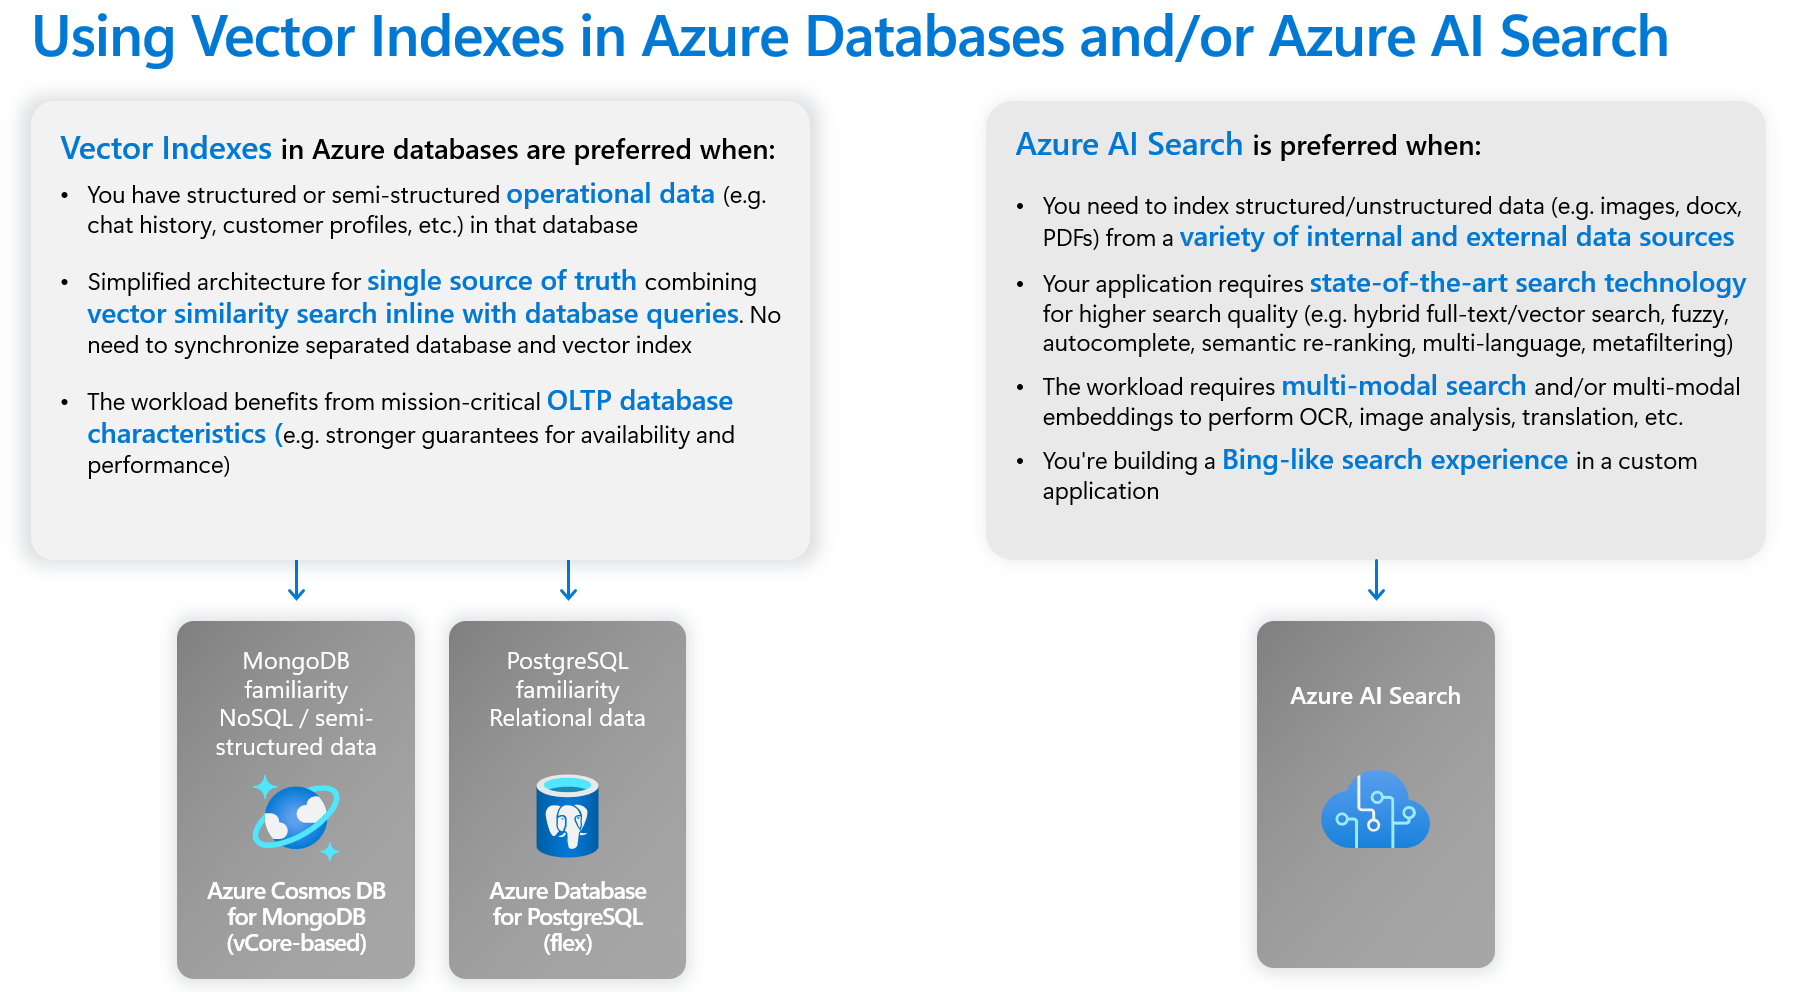 Using Vector Indexes in Azure Databases and/or Azure AI Search
Vector Indexes in Azure databases are preferred when:
• You have structured or semi-structured operational data (e.g.
chat history, customer profiles, etc.) in that database
• Simplified architecture for single source of truth combining
vector similarity search inline with database queries. No
need to synchronize separated database and vector index
• The workload benefits from mission-critical OLTP database
characteristics (e.g. stronger guarantees for availability and
performance)
Azure AI Search is preferred when:
• You need to index structured/unstructured data (e.g. images, docx,
PDFs) from a variety of internal and external data sources
• Your application requires state-of-the-art search technology
for higher search quality (e.g. hybrid full-text/vector search, fuzzy,
autocomplete, semantic re-ranking, multi-language, metafiltering)
• The workload requires multi-modal search and/or multi-modal
embeddings to perform OCR, image analysis, translation, etc.
• You're building a Bing-like search experience in a custom
application
MongoDB
familiarity
NoSQL / semi-
structured data
Azure Cosmos DB
for MongoDB
(vCore-based)
PostgreSQL
familiarity
Relational data
Azure Database
for PostgreSQL
(flex)
Azure AI Search